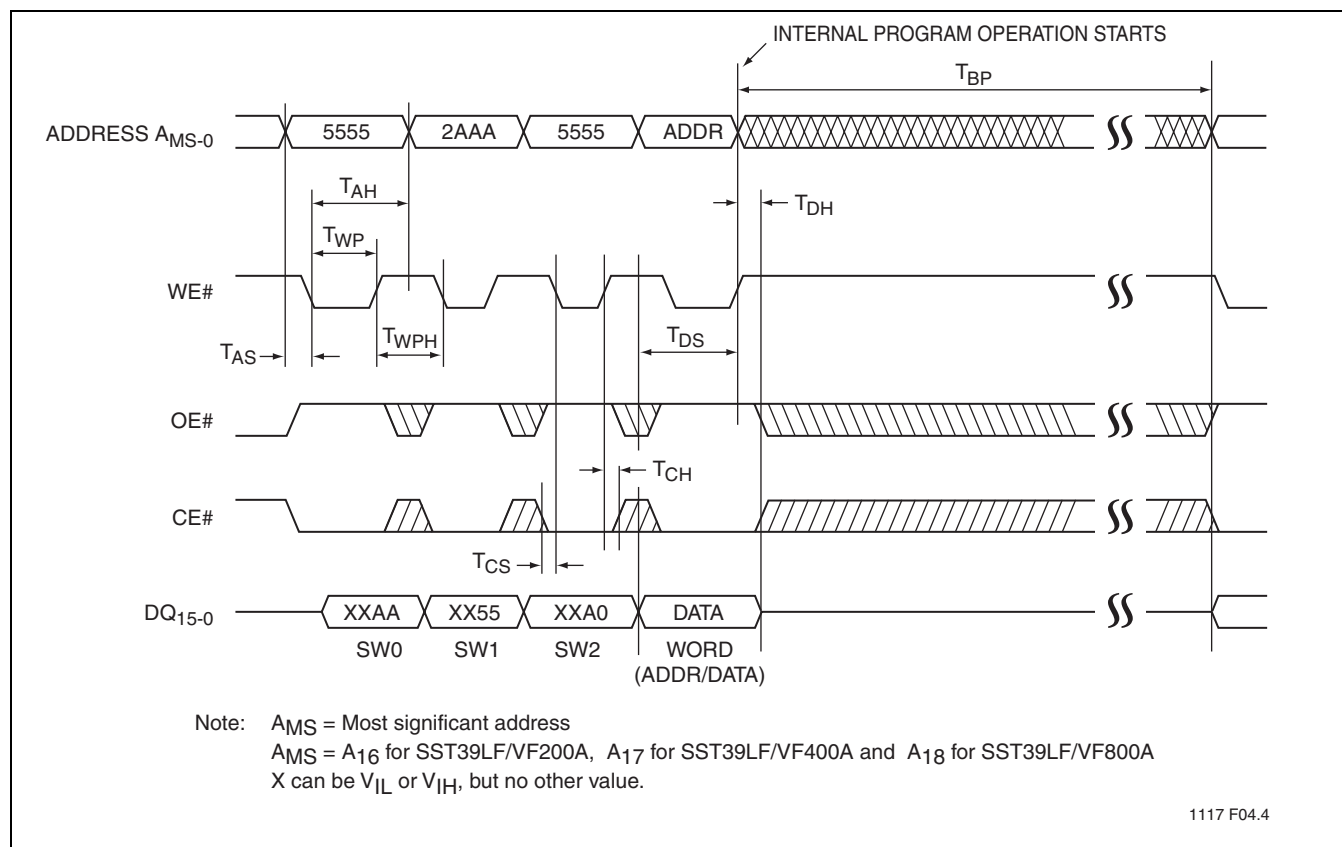 INTERNAL PROGRAM OPERATION STARTS
TBP
ADDRESS AMS-0
5555
2AAA
5555
ADDR
TAH
TDH
TWP
WE#
TWPH
TDS
TAS
OE#
TCH
CE#
TCS
DQ15-0
XXAA
XX55
XXA0
DATA
SW0
SW1
SW2
WORD
(ADDR/DATA)
Note: AMS = Most significant address
AMS = A16 for SST39LF/VF200A, A17 for SST39LF/VF400A and A18 for SST39LF/VF800A
X can be VIL or VIH, but no other value.
1117 F04.4